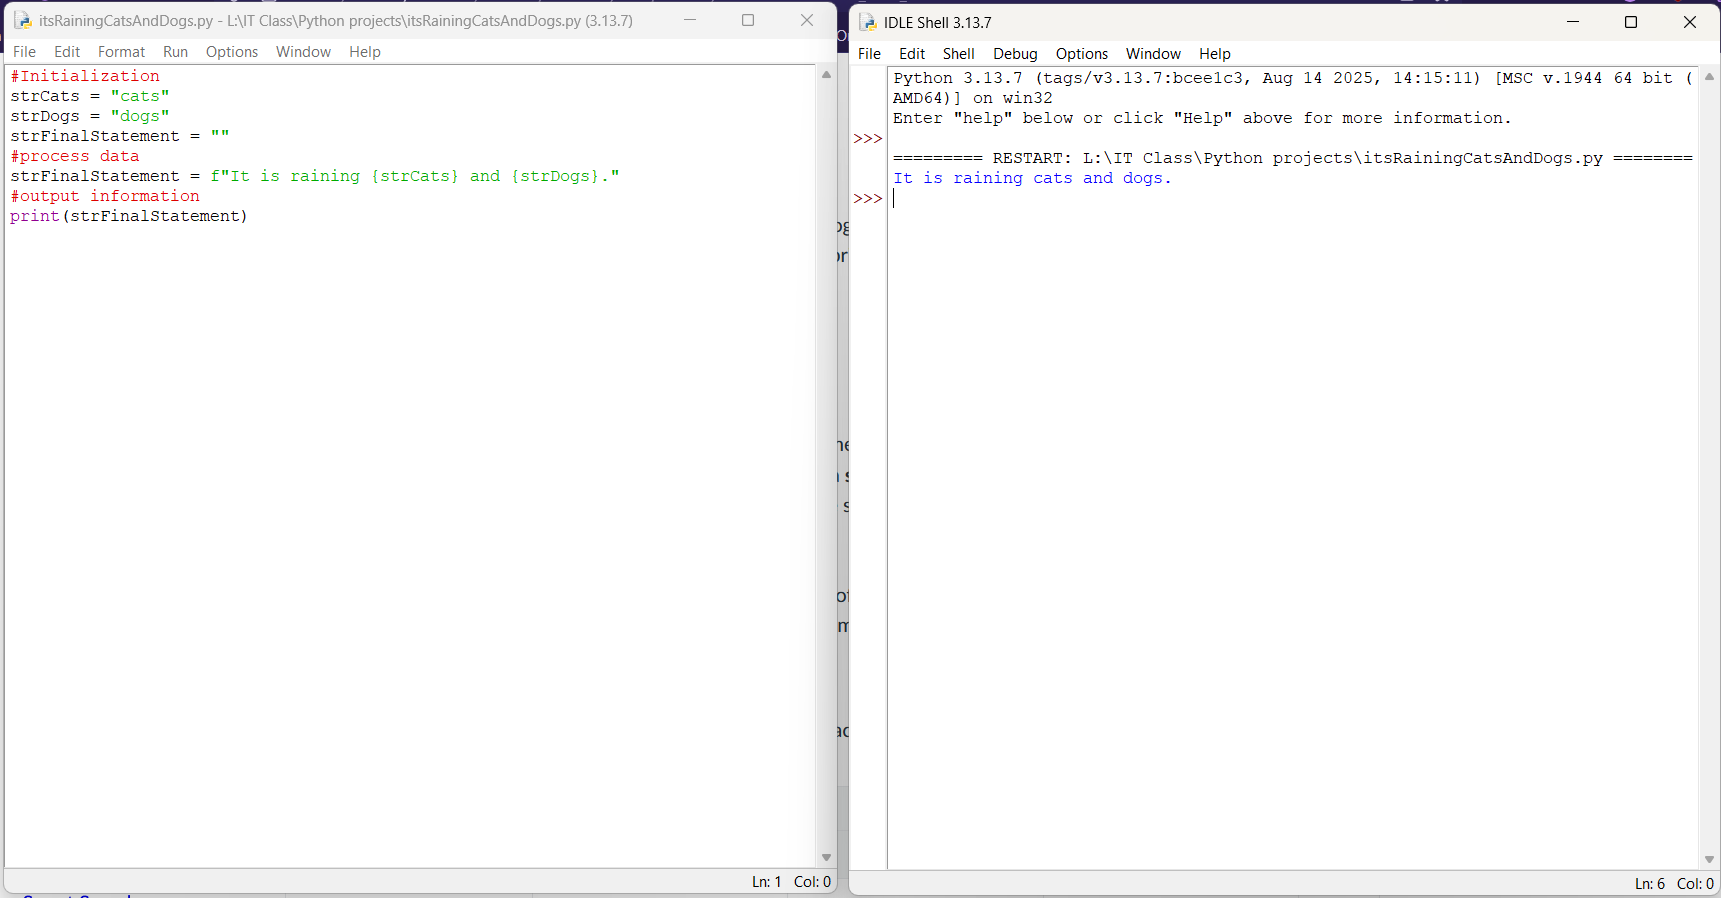 itsRainingCatsAndDogs.py - L:\IT Class\Python projects\itsRainingCatsAndDogs.py (3.13.7)
File Edit Format Run Options Window Help
#Initialization
strCats = "cats"
strDogs = "dogs"
strFinalStatement = ""
#process data
strFinalStatement = f"It is raining {strCats} and {strDogs}."
#output information
print(strFinalStatement)
Ln: 1 Col: 0
IDLE Shell 3.13.7
File Edit Shell Debug Options Window Help
Python 3.13.7 (tags/v3.13.7:bcee1c3, Aug 14 2025, 14:15:11) [MSC v.1944 64 bit (
AMD64)] on win32
Enter "help" below or click "Help" above for more information.
>>>
========= RESTART: L:\IT Class\Python projects\itsRainingCatsAndDogs.py ========
It is raining cats and dogs.
>>>
Ln: 6 Col: 0